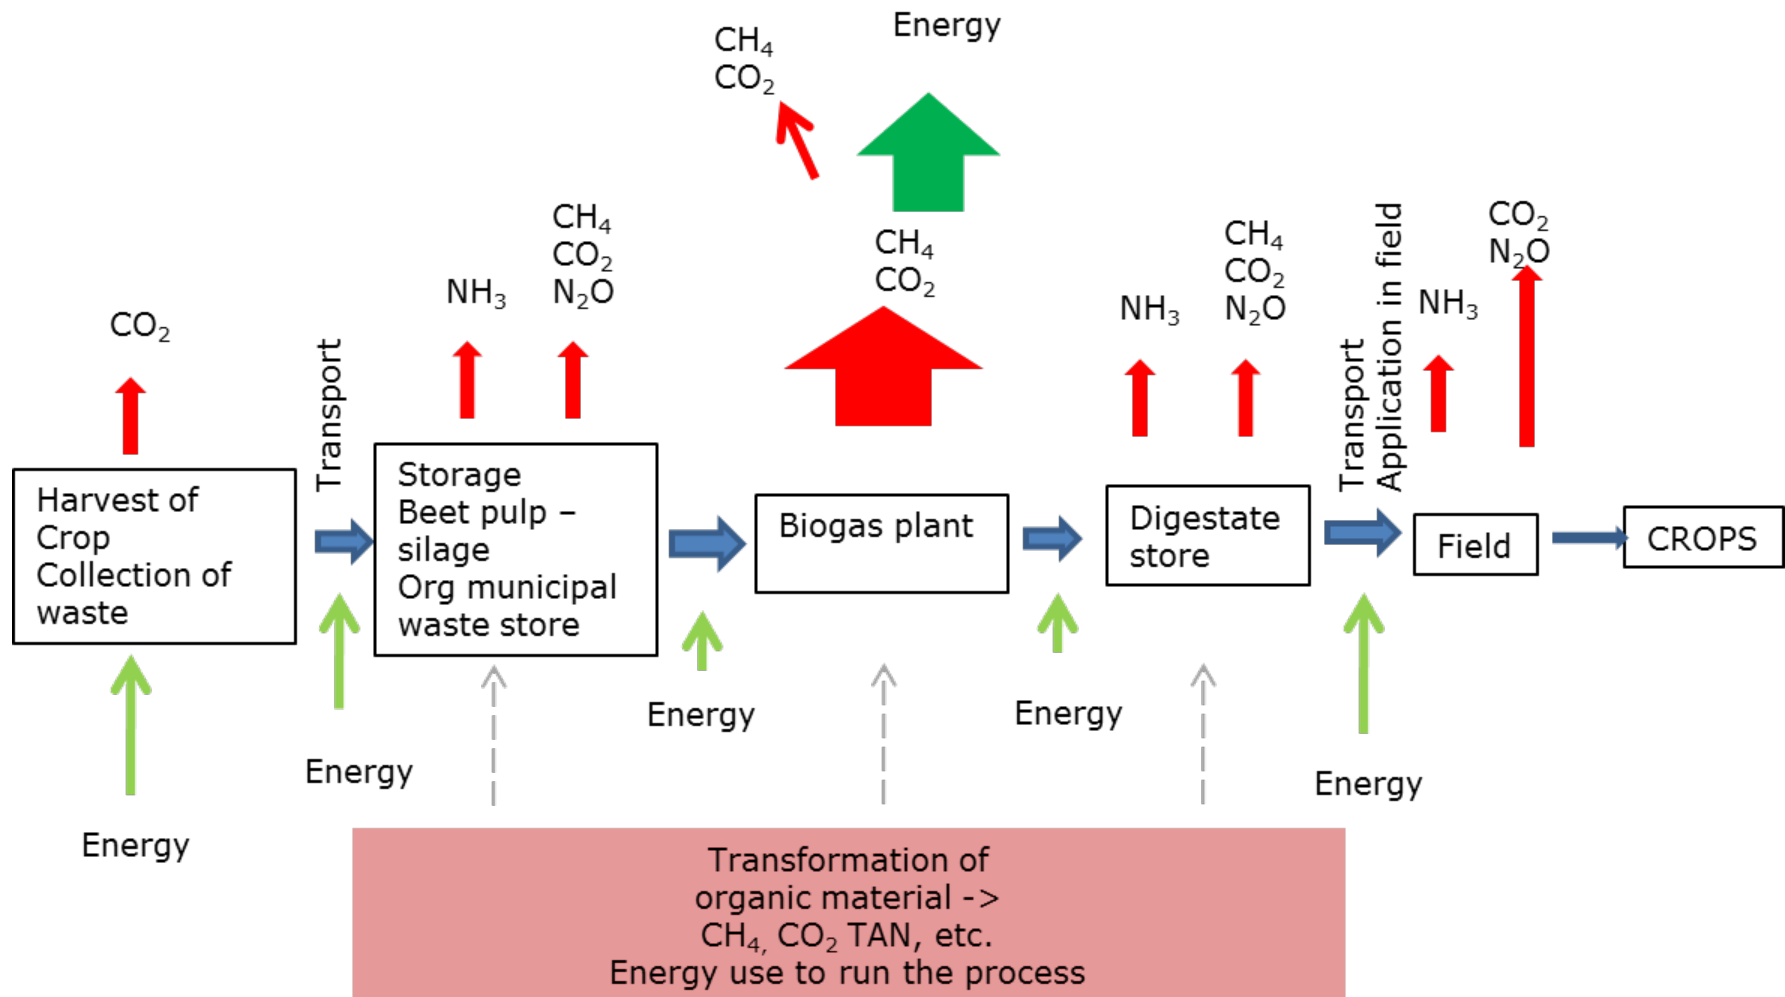 CH₄
CO₂
Energy
CH₄
CO₂
N₂O
NH₃
CO₂
CH₄
CO₂
NH₃
CH₄
CO₂
N₂O
NH₃
CO₂
N₂O
Transport
Transport
Application in field
Harvest of
Crop
Collection of
waste
Storage
Beet pulp –
silage
Org municipal
waste store
Biogas plant
Digestate
store
Field
CROPS
Energy
Energy
Energy
Energy
Energy
Transformation of
organic material ->
CH₄, CO₂ TAN, etc.
Energy use to run the process